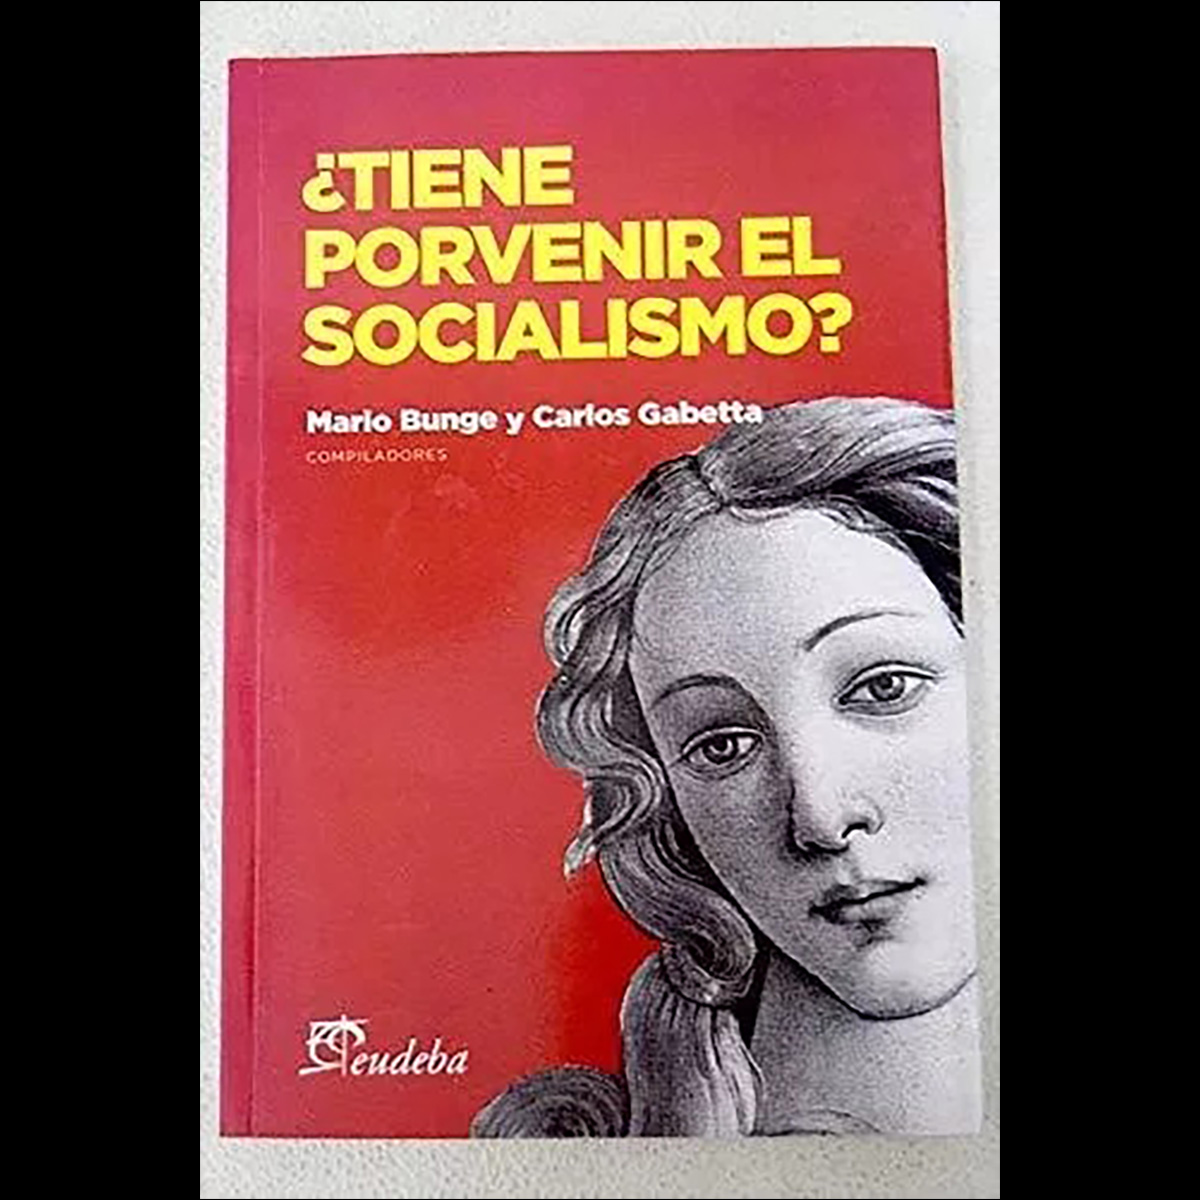 ¿TIENE
PORVENIR EL
SOCIALISMO?
Mario Bunge y Carlos Gabetta
COMPILADORES
eudeba